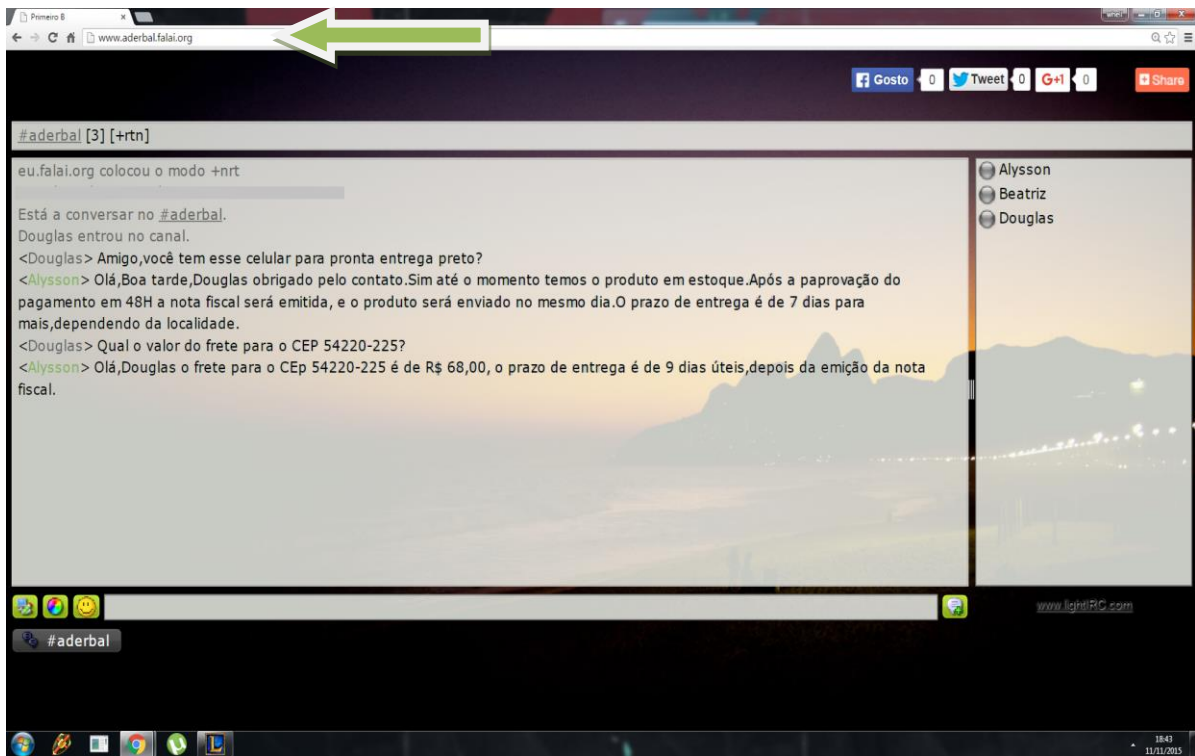 Primeiro B
www.aderbal.falai.org
Gosto 0 Tweet 0 G+1 0 Share
#aderbal [3] [+rtn]
eu.falai.org colocou o modo +nrt
Está a conversar no #aderbal.
Douglas entrou no canal.
<Douglas> Amigo,você tem esse celular para pronta entrega preto?
<Alysson> Olá,Boa tarde,Douglas obrigado pelo contato.Sim até o momento temos o produto em estoque.Após a paprovação do
pagamento em 48H a nota fiscal será emitida, e o produto será enviado no mesmo dia.O prazo de entrega é de 7 dias para
mais,dependendo da localidade.
<Douglas> Qual o valor do frete para o CEP 54220-225?
<Alysson> Olá,Douglas o frete para o CEp 54220-225 é de R$ 68,00, o prazo de entrega é de 9 dias úteis,depois da emição da nota
fiscal.
Alysson
Beatriz
Douglas
www.lightIRC.com
#aderbal
18:43
11/11/2015